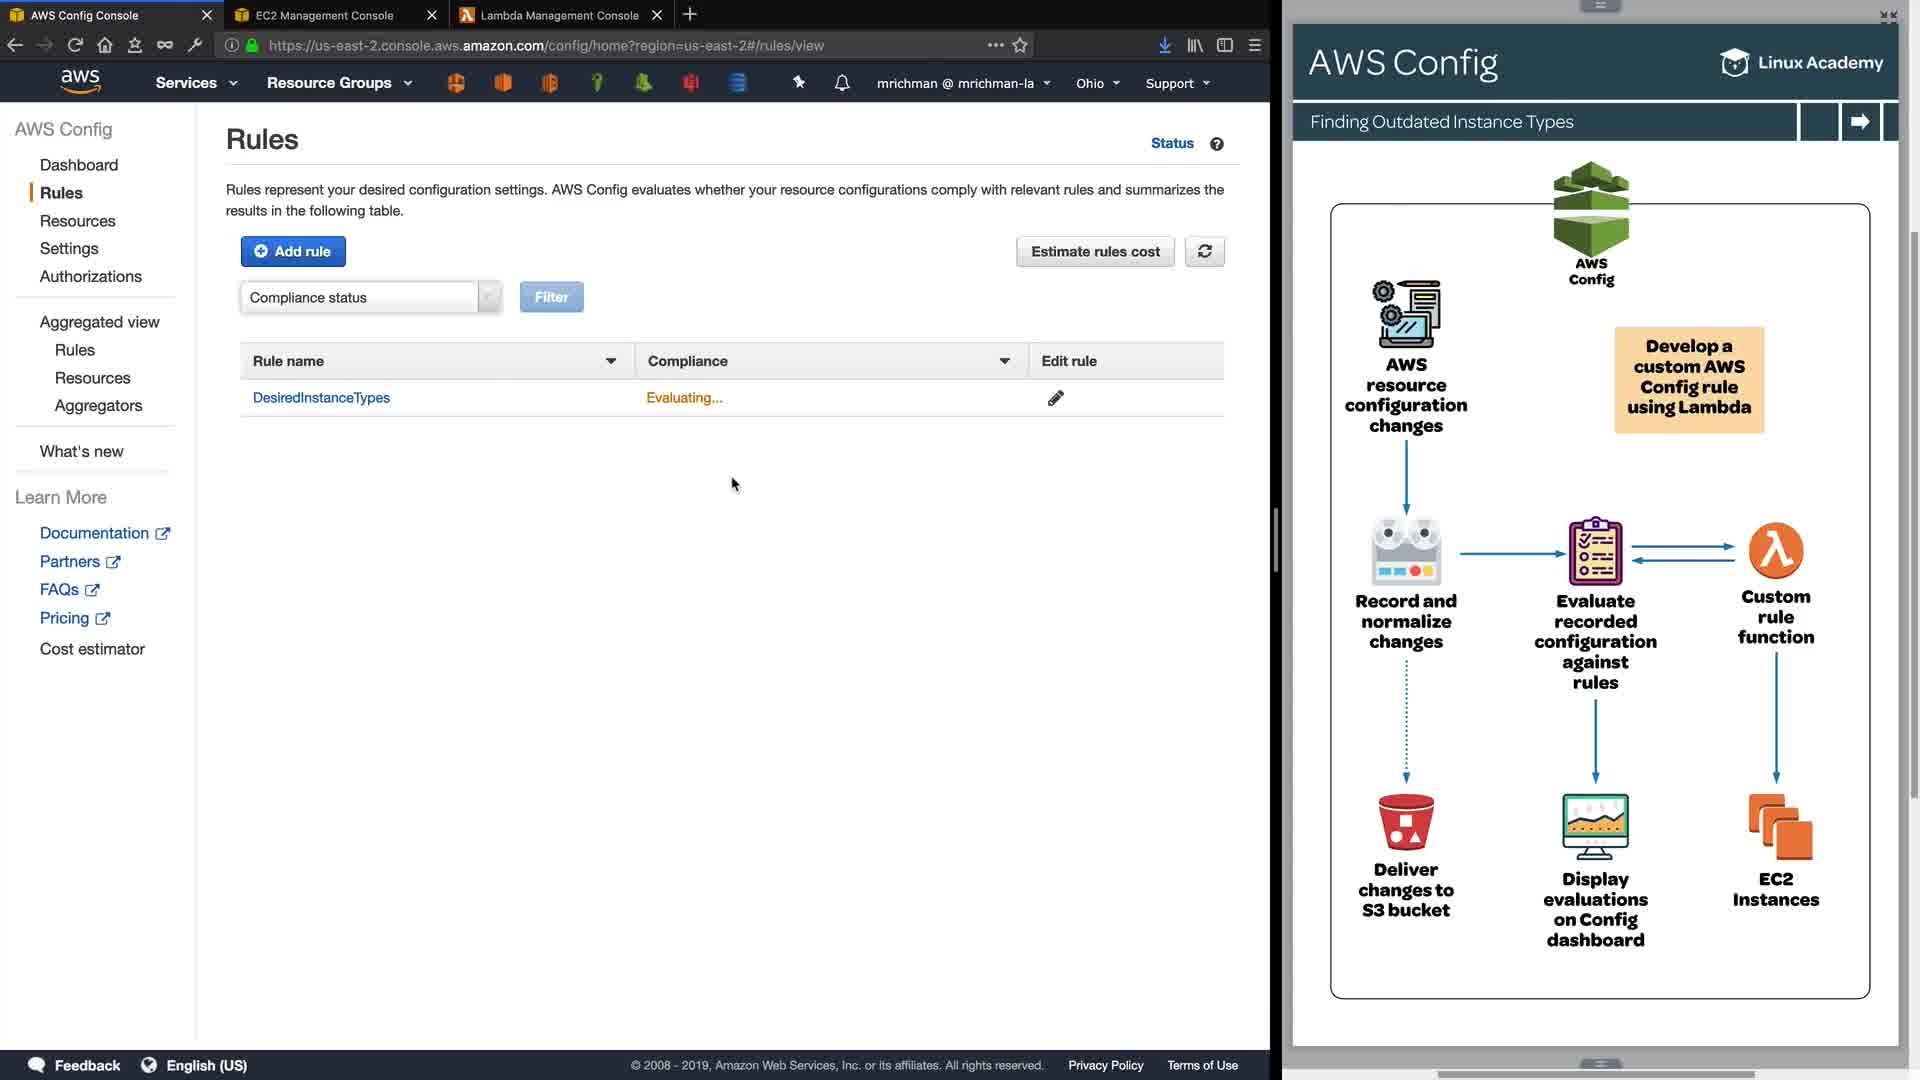 AWS Config Console
EC2 Management Console
Lambda Management Console
https://us-east-2.console.aws.amazon.com/config/home?region=us-east-2#/rules/view
aws
Services
Resource Groups
mrichman @ mrichman-la
Ohio
Support
AWS Config
Dashboard
Rules
Resources
Settings
Authorizations
Aggregated view
Rules
Resources
Aggregators
What's new
Learn More
Documentation
Partners
FAQs
Pricing
Cost estimator
Rules
Status
Rules represent your desired configuration settings. AWS Config evaluates whether your resource configurations comply with relevant rules and summarizes the
results in the following table.
Add rule
Estimate rules cost
Compliance status
Filter
Rule name
Compliance
Edit rule
DesiredInstanceTypes
Evaluating...
Feedback
English (US)
© 2008 - 2019, Amazon Web Services, Inc. or its affiliates. All rights reserved.
Privacy Policy
Terms of Use
AWS Config
Linux Academy
Finding Outdated Instance Types
AWS
Config
AWS
resource
configuration
changes
Develop a
custom AWS
Config rule
using Lambda
Record and
normalize
changes
Evaluate
recorded
configuration
against
rules
Custom
rule
function
Deliver
changes to
S3 bucket
Display
evaluations
on Config
dashboard
EC2
Instances